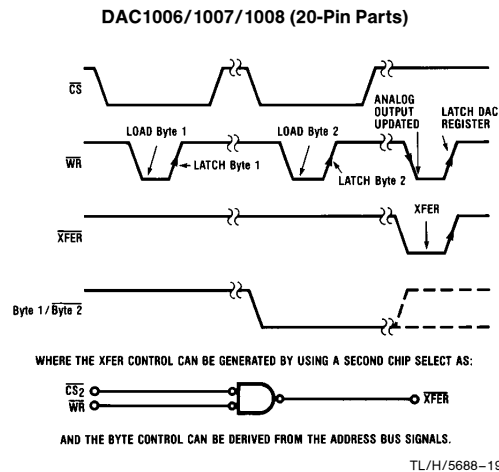 DAC1006/1007/1008 (20-Pin Parts)
CS
ANALOG
OUTPUT
UPDATED
LATCH DAC
REGISTER
LOAD Byte 1
LOAD Byte 2
WR
LATCH Byte 1
LATCH Byte 2
XFER
XFER
Byte 1/Byte 2
WHERE THE XFER CONTROL CAN BE GENERATED BY USING A SECOND CHIP SELECT AS:
CS2
WR
XFER
AND THE BYTE CONTROL CAN BE DERIVED FROM THE ADDRESS BUS SIGNALS.
TL/H/5688-19